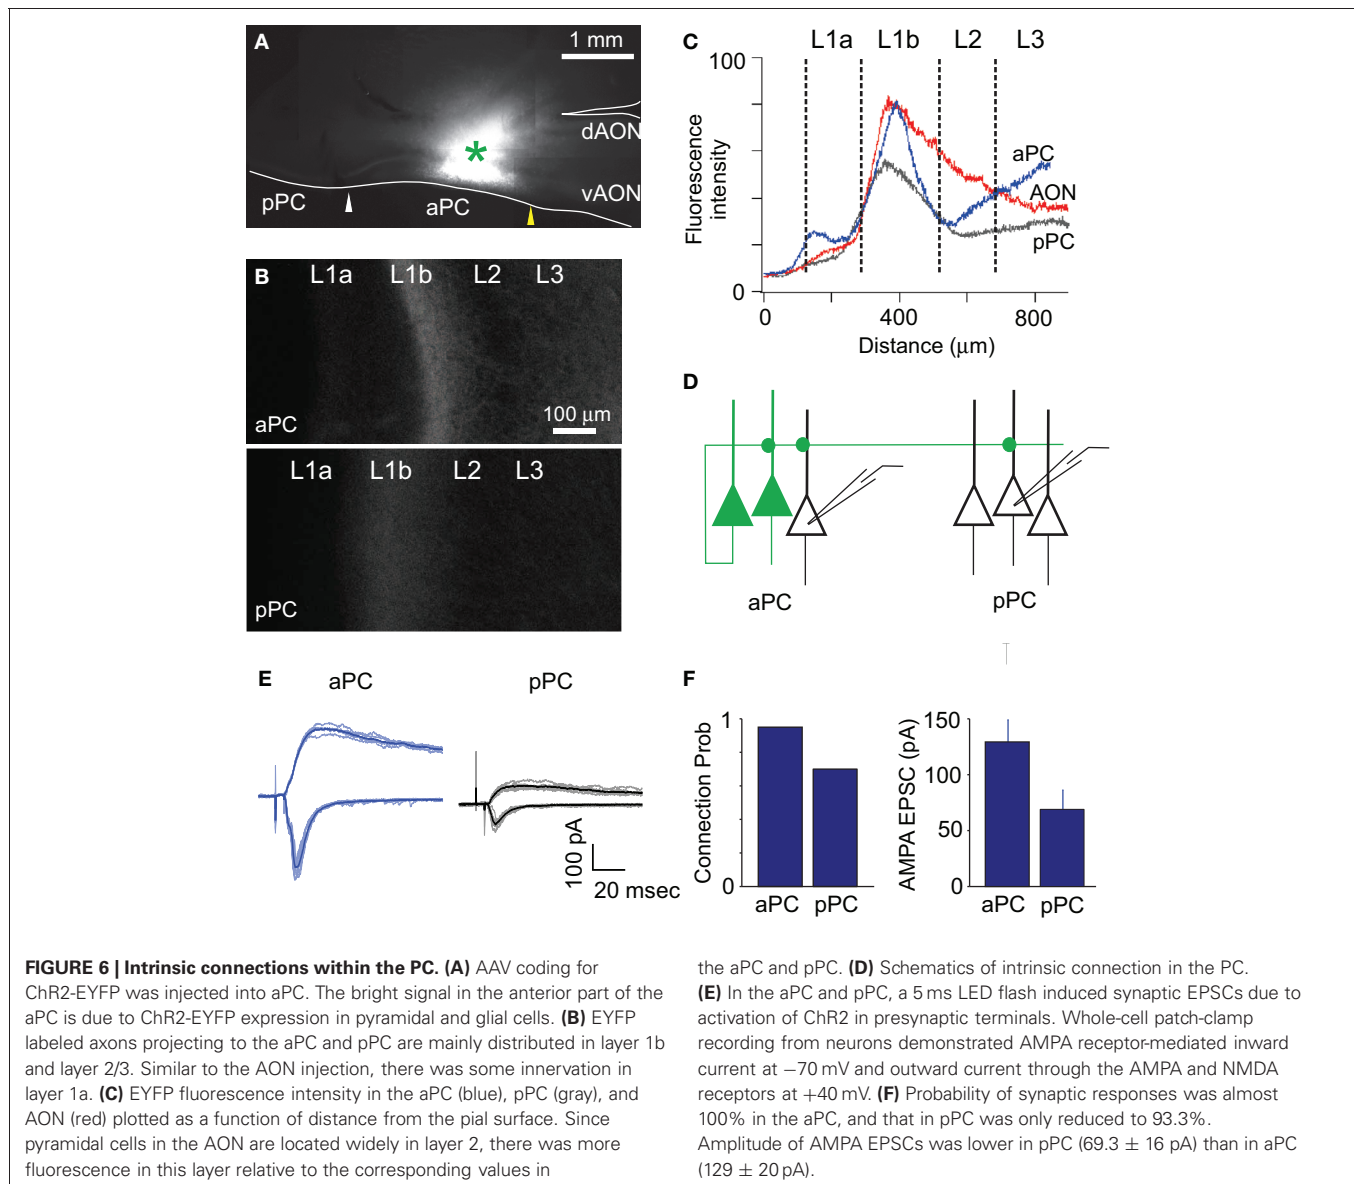 A
1 mm
dAON
vAON
pPC
aPC
B
L1a L1b L2 L3
100 μm
aPC
L1a L1b L2 L3
pPC
C
L1a L1b L2 L3
100
Fluorescence
intensity
0
aPC
AON
pPC
0 400 800
Distance (μm)
D
aPC pPC
E
aPC pPC
100 pA
20 msec
F
1
Connection Prob
0
aPC pPC
150
100
50
0
AMPA EPSC (pA)
aPC pPC
FIGURE 6 | Intrinsic connections within the PC. (A) AAV coding for
ChR2-EYFP was injected into aPC. The bright signal in the anterior part of the
aPC is due to ChR2-EYFP expression in pyramidal and glial cells. (B) EYFP
labeled axons projecting to the aPC and pPC are mainly distributed in layer 1b
and layer 2/3. Similar to the AON injection, there was some innervation in
layer 1a. (C) EYFP fluorescence intensity in the aPC (blue), pPC (gray), and
AON (red) plotted as a function of distance from the pial surface. Since
pyramidal cells in the AON are located widely in layer 2, there was more
fluorescence in this layer relative to the corresponding values in
the aPC and pPC. (D) Schematics of intrinsic connection in the PC.
(E) In the aPC and pPC, a 5 ms LED flash induced synaptic EPSCs due to
activation of ChR2 in presynaptic terminals. Whole-cell patch-clamp
recording from neurons demonstrated AMPA receptor-mediated inward
current at −70 mV and outward current through the AMPA and NMDA
receptors at +40 mV. (F) Probability of synaptic responses was almost
100% in the aPC, and that in pPC was only reduced to 93.3%.
Amplitude of AMPA EPSCs was lower in pPC (69.3 ± 16 pA) than in aPC
(129 ± 20 pA).